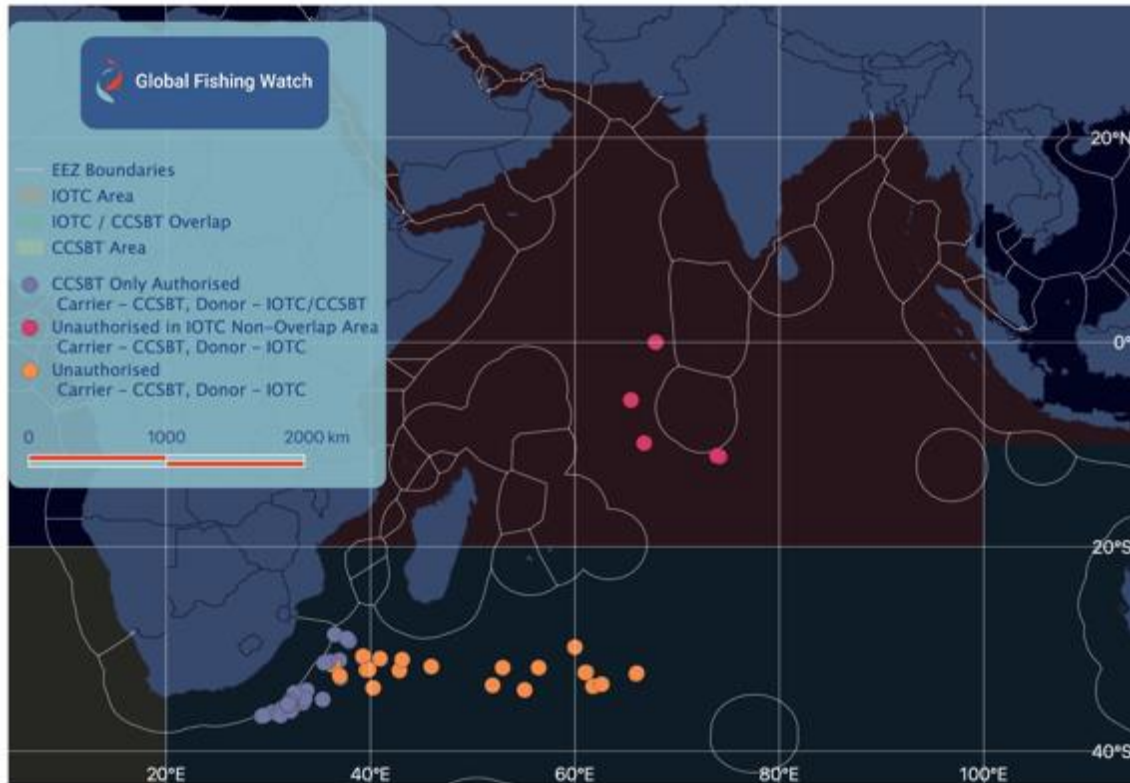 Global Fishing Watch
EEZ Boundaries
IOTC Area
IOTC / CCSBT Overlap
CCSBT Area
CCSBT Only Authorised
Carrier – CCSBT, Donor – IOTC/CCSBT
Unauthorised in IOTC Non-Overlap Area
Carrier – CCSBT, Donor – IOTC
Unauthorised
Carrier – CCSBT, Donor – IOTC
0 1000 2000 km
20°N
0°
20°S
40°S
20°E 40°E 60°E 80°E 100°E